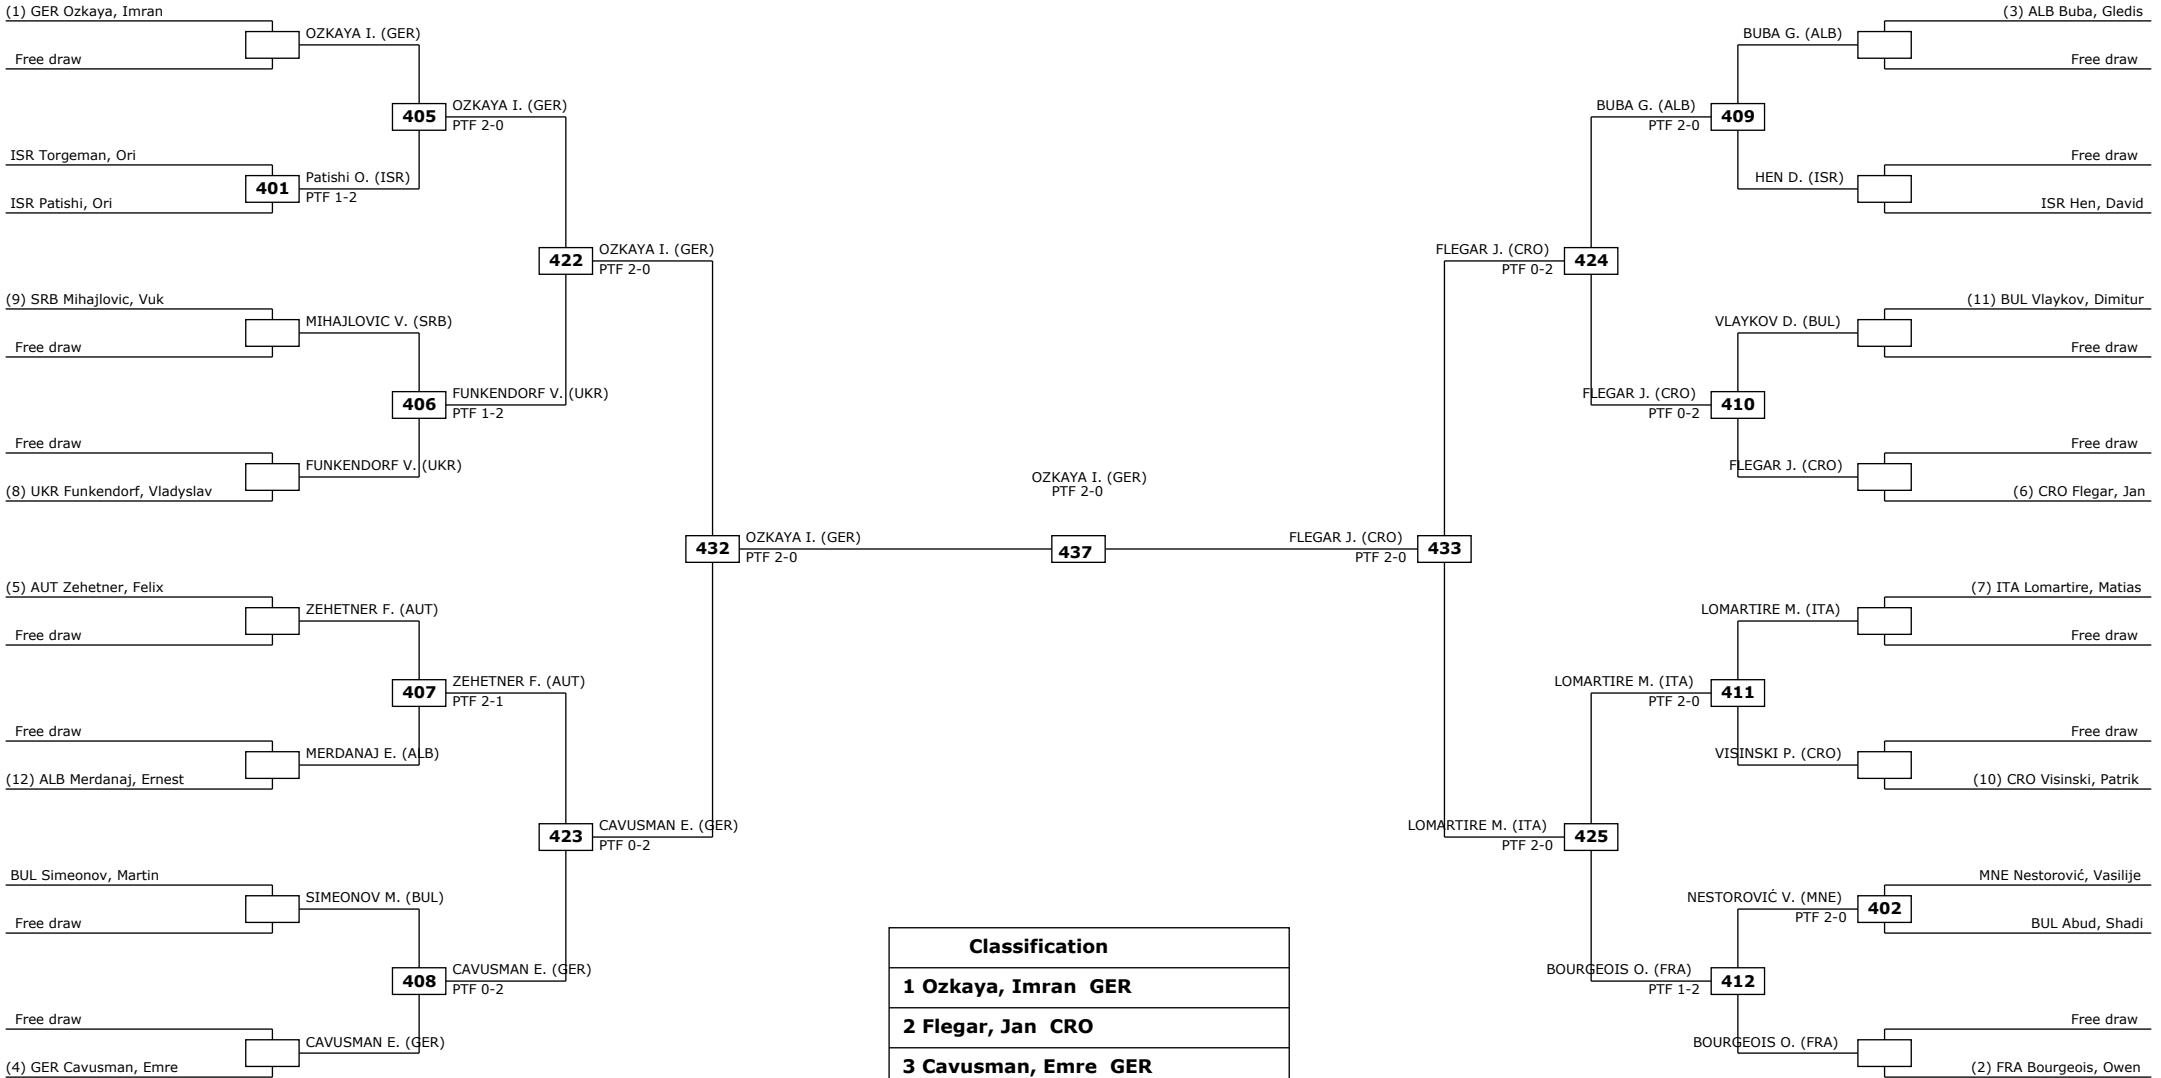 (1) GER Ozkaya, Imran
Free draw
OZKAYA I. (GER)
405
OZKAYA I. (GER)
PTF 2-0
ISR Torgeman, Ori
ISR Patishi, Ori
401
Patishi O. (ISR)
PTF 1-2
422
OZKAYA I. (GER)
PTF 2-0
(9) SRB Mihajlovic, Vuk
Free draw
MIHAJLOVIC V. (SRB)
406
FUNKENDORF V. (UKR)
PTF 1-2
Free draw
(8) UKR Funkendorf, Vladyslav
FUNKENDORF V. (UKR)
432
OZKAYA I. (GER)
PTF 2-0
(5) AUT Zehetner, Felix
Free draw
ZEHETNER F. (AUT)
407
ZEHETNER F. (AUT)
PTF 2-1
Free draw
(12) ALB Merdanaj, Ernest
MERDANAJ E. (ALB)
423
CAVUSMAN E. (GER)
PTF 0-2
BUL Simeonov, Martin
Free draw
SIMEONOV M. (BUL)
408
CAVUSMAN E. (GER)
PTF 0-2
Free draw
(4) GER Cavusman, Emre
CAVUSMAN E. (GER)
OZKAYA I. (GER)
PTF 2-0
437
(3) ALB Buba, Gledis
Free draw
BUBA G. (ALB)
BUBA G. (ALB)
PTF 2-0
409
Free draw
ISR Hen, David
HEN D. (ISR)
FLEGAR J. (CRO)
PTF 0-2
424
(11) BUL Vlaykov, Dimitur
Free draw
VLAYKOV D. (BUL)
FLEGAR J. (CRO)
PTF 0-2
410
Free draw
(6) CRO Flegar, Jan
FLEGAR J. (CRO)
FLEGAR J. (CRO)
PTF 2-0
433
(7) ITA Lomartire, Matias
Free draw
LOMARTIRE M. (ITA)
LOMARTIRE M. (ITA)
PTF 2-0
411
Free draw
(10) CRO Visinski, Patrik
VISINSKI P. (CRO)
LOMARTIRE M. (ITA)
PTF 2-0
425
MNE Nestorović, Vasilije
BUL Abud, Shadi
NESTOROVIĆ V. (MNE)
PTF 2-0
402
BOURGEOIS O. (FRA)
PTF 1-2
412
Free draw
(2) FRA Bourgeois, Owen
BOURGEOIS O. (FRA)
Classification
1 Ozkaya, Imran GER
2 Flegar, Jan CRO
3 Cavusman, Emre GER